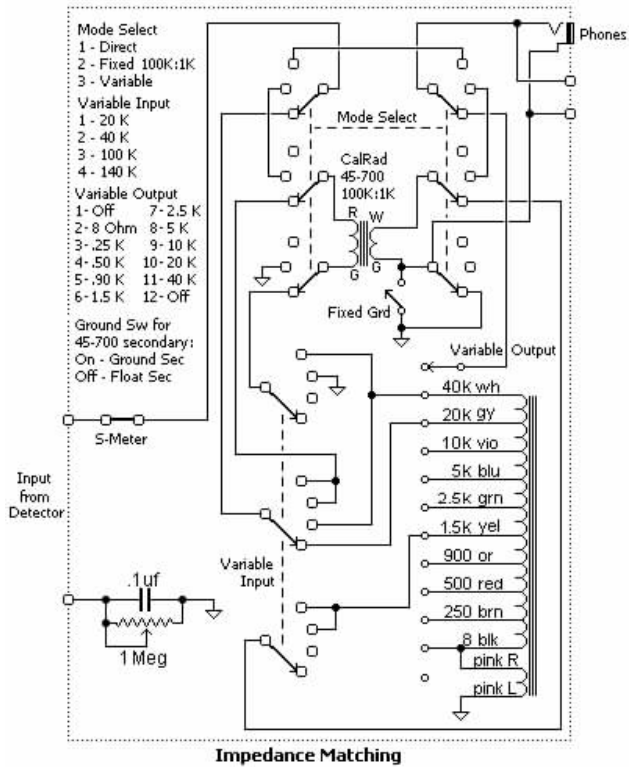 Mode Select
1 - Direct
2 - Fixed 100K:1K
3 - Variable
Variable Input
1 - 20 K
2 - 40 K
3 - 100 K
4 - 140 K
Variable Output
1- Off 7- 2.5 K
2- 8 Ohm 8- 5 K
3- .25 K 9- 10 K
4- .50 K 10- 20 K
5- .90 K 11- 40 K
6- 1.5 K 12- Off
Ground Sw for
45-700 secondary:
On - Ground Sec
Off - Float Sec
Phones
Mode Select
CalRad
45-700
100K:1K
R W
G G
Fixed Grd
Variable Output
S-Meter
Input
from
Detector
.1uf
1 Meg
Variable
Input
40k wh
20k gy
10k vio
5k blu
2.5k grn
1.5k yel
900 or
500 red
250 brn
8 blk
pink R
pink L
Impedance Matching